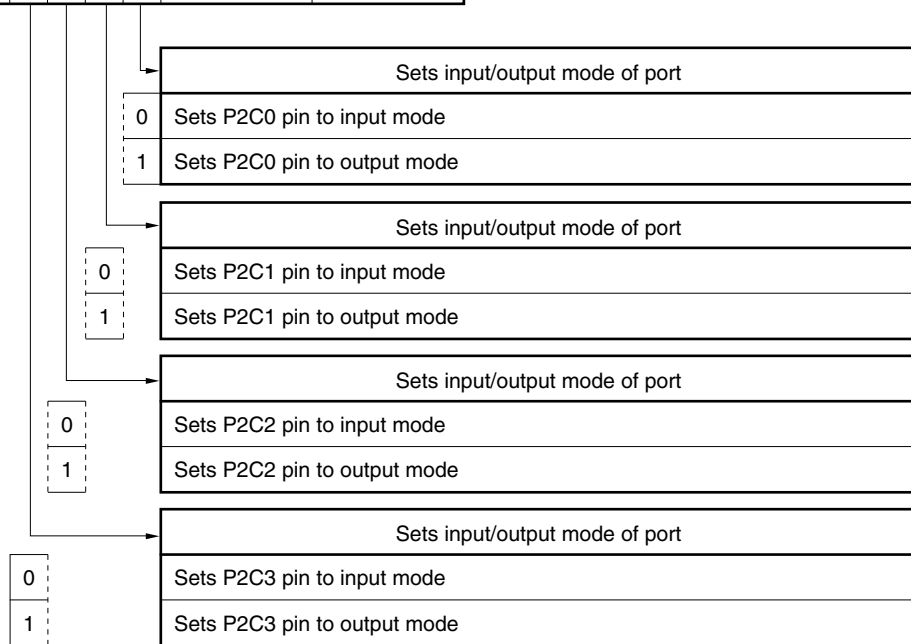 Sets input/output mode of port
0 Sets P2C0 pin to input mode
1 Sets P2C0 pin to output mode
Sets input/output mode of port
0 Sets P2C1 pin to input mode
1 Sets P2C1 pin to output mode
Sets input/output mode of port
0 Sets P2C2 pin to input mode
1 Sets P2C2 pin to output mode
Sets input/output mode of port
0 Sets P2C3 pin to input mode
1 Sets P2C3 pin to output mode